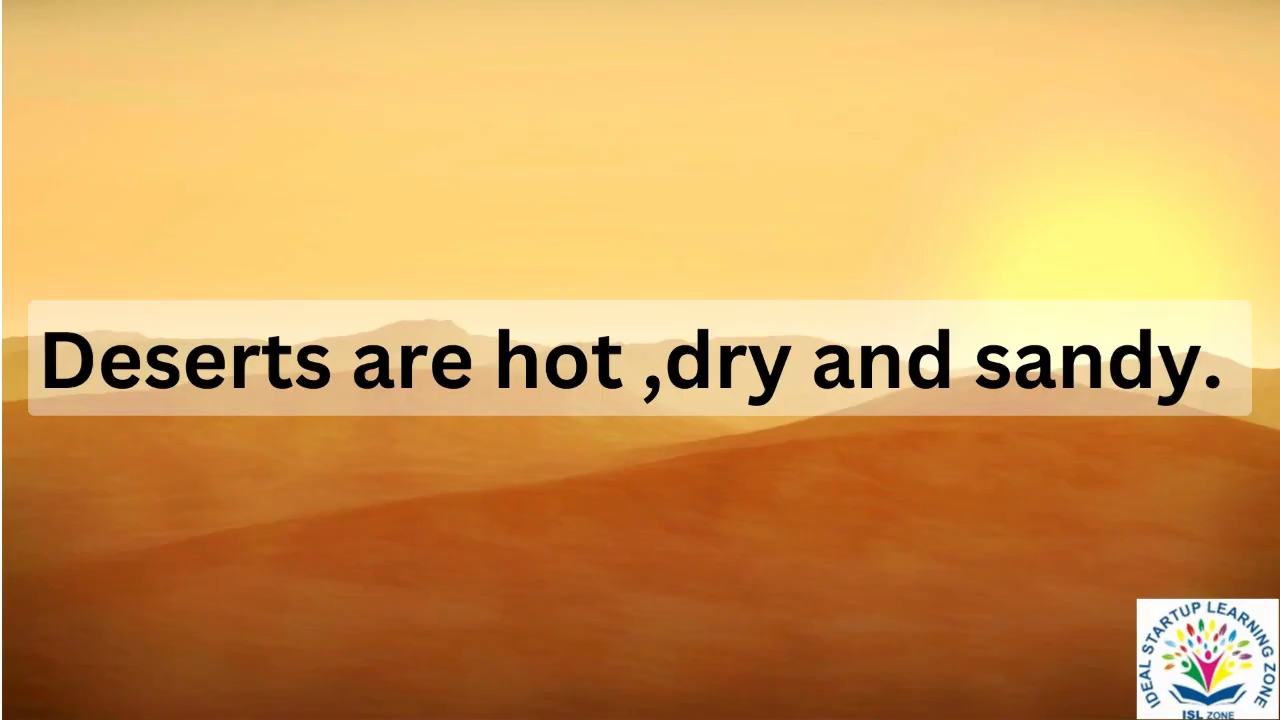 Deserts are hot ,dry and sandy.
IDEAL STARTUP LEARNING ZONE
ISL ZONE